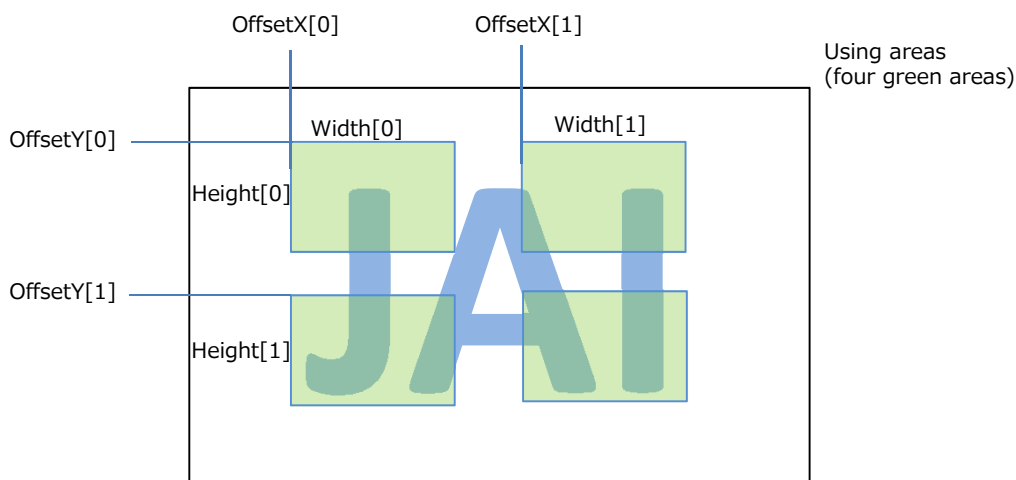 OffsetX[0]
OffsetX[1]
Using areas
(four green areas)
OffsetY[0]
Width[0]
Width[1]
Height[0]
JAI
OffsetY[1]
Height[1]